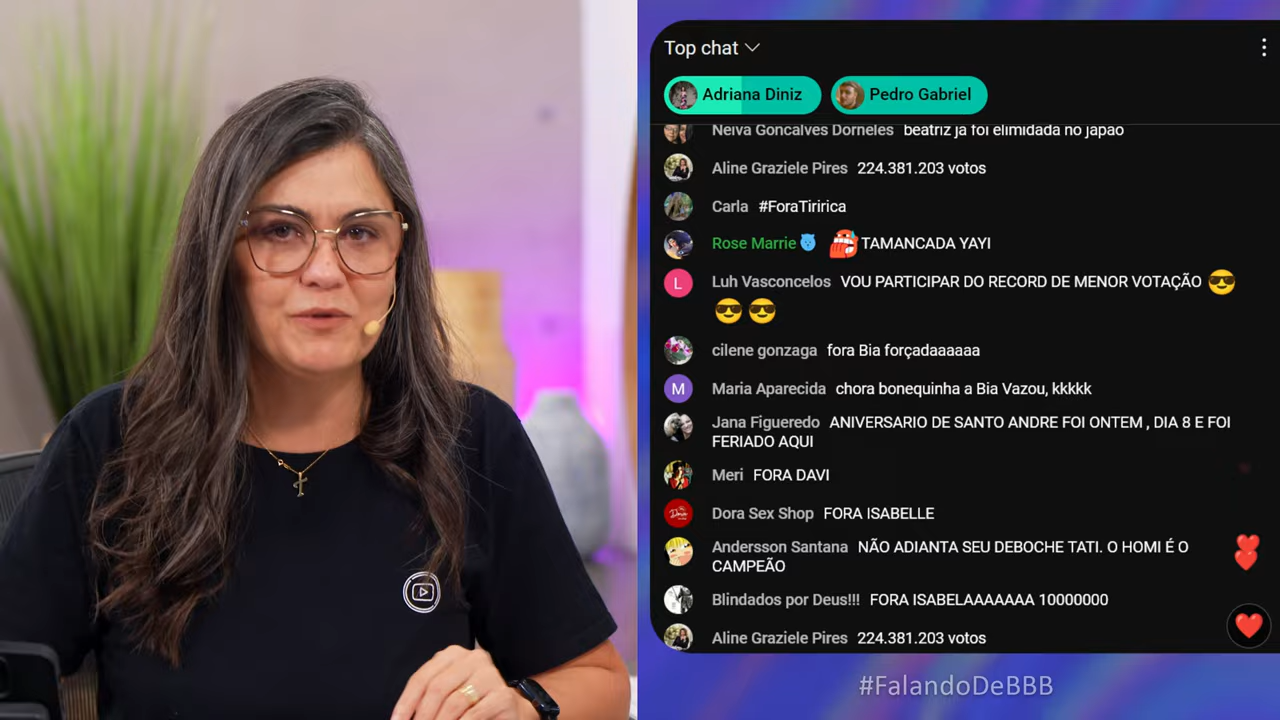 Top chat
Adriana Diniz
Pedro Gabriel
Neiva Goncalves Dorneles beatriz ja foi elimidada no japao
Aline Graziele Pires 224.381.203 votos
Carla #ForaTiririca
Rose Marrie TAMANCADA YAYI
L Luh Vasconcelos VOU PARTICIPAR DO RECORD DE MENOR VOTAÇÃO 😎
😎😎
cilene gonzaga fora Bia forçadaaaaaa
M Maria Aparecida chora bonequinha a Bia Vazou, kkkkk
Jana Figueredo ANIVERSARIO DE SANTO ANDRE FOI ONTEM , DIA 8 E FOI
FERIADO AQUI
Meri FORA DAVI
Dora Sex Shop FORA ISABELLE
Andersson Santana NÃO ADIANTA SEU DEBOCHE TATI. O HOMI É O
CAMPEÃO
Blindados por Deus!!! FORA ISABELAAAAAAA 10000000
Aline Graziele Pires 224.381.203 votos
#FalandoDeBBB